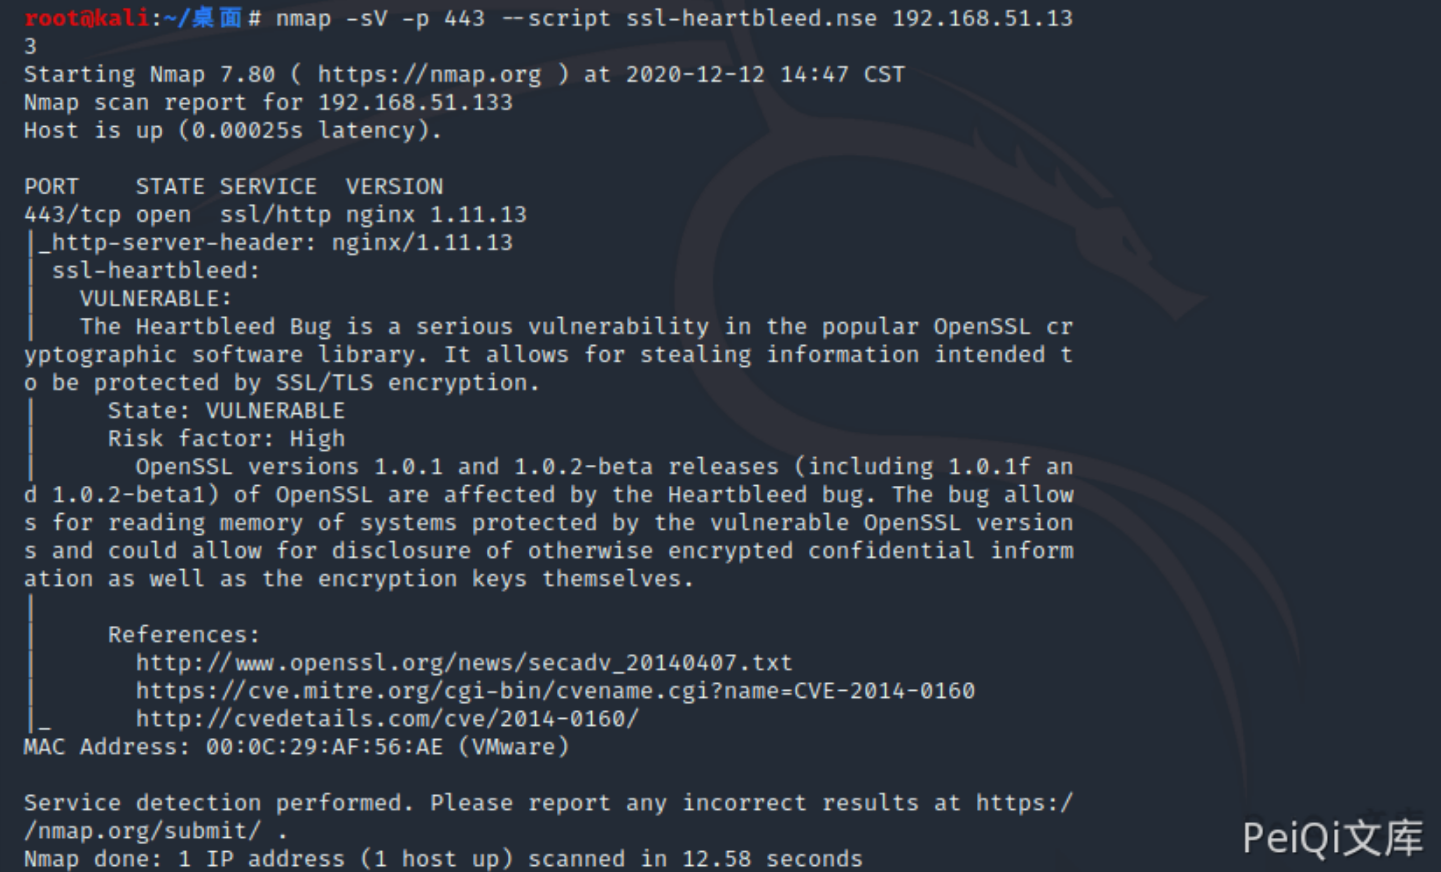 root@kali:~/桌面# nmap -sV -p 443 --script ssl-heartbleed.nse 192.168.51.13
3
Starting Nmap 7.80 ( https://nmap.org ) at 2020-12-12 14:47 CST
Nmap scan report for 192.168.51.133
Host is up (0.00025s latency).
PORT    STATE SERVICE  VERSION
443/tcp open  ssl/http nginx 1.11.13
|_http-server-header: nginx/1.11.13
| ssl-heartbleed:
|   VULNERABLE:
|   The Heartbleed Bug is a serious vulnerability in the popular OpenSSL cr
yptographic software library. It allows for stealing information intended t
o be protected by SSL/TLS encryption.
|     State: VULNERABLE
|     Risk factor: High
|       OpenSSL versions 1.0.1 and 1.0.2-beta releases (including 1.0.1f an
d 1.0.2-beta1) of OpenSSL are affected by the Heartbleed bug. The bug allow
s for reading memory of systems protected by the vulnerable OpenSSL version
s and could allow for disclosure of otherwise encrypted confidential inform
ation as well as the encryption keys themselves.
|
|     References:
|       http://www.openssl.org/news/secadv_20140407.txt
|       https://cve.mitre.org/cgi-bin/cvename.cgi?name=CVE-2014-0160
|_      http://cvedetails.com/cve/2014-0160/
MAC Address: 00:0C:29:AF:56:AE (VMware)
Service detection performed. Please report any incorrect results at https:/
/nmap.org/submit/ .
Nmap done: 1 IP address (1 host up) scanned in 12.58 seconds
PeiQi文库